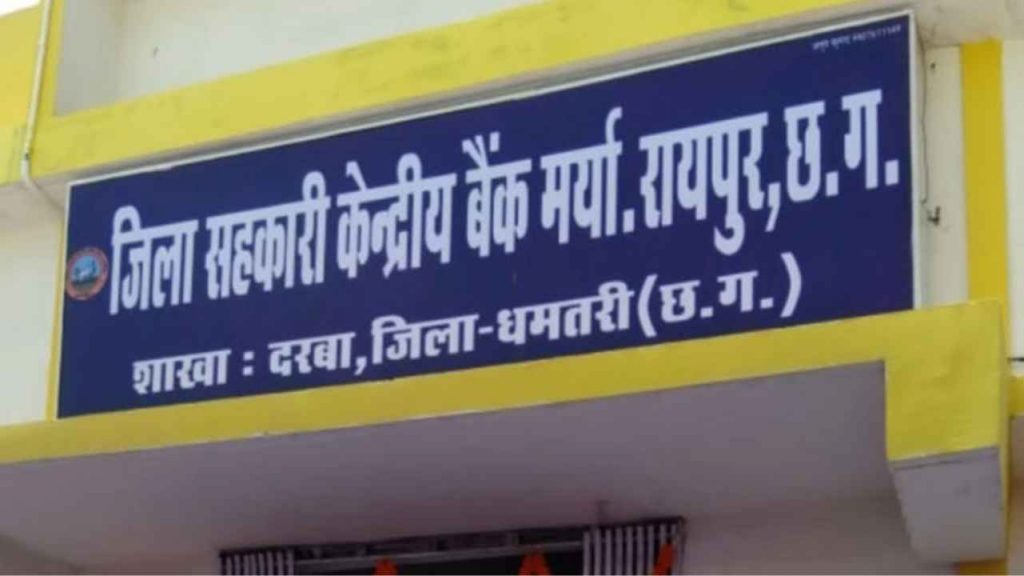 जिला सहकारी केन्द्रीय बैंक मर्या.रायपुर,छ.ग.
शाखा : दरबा,जिला-धमतरी(छ.ग.)